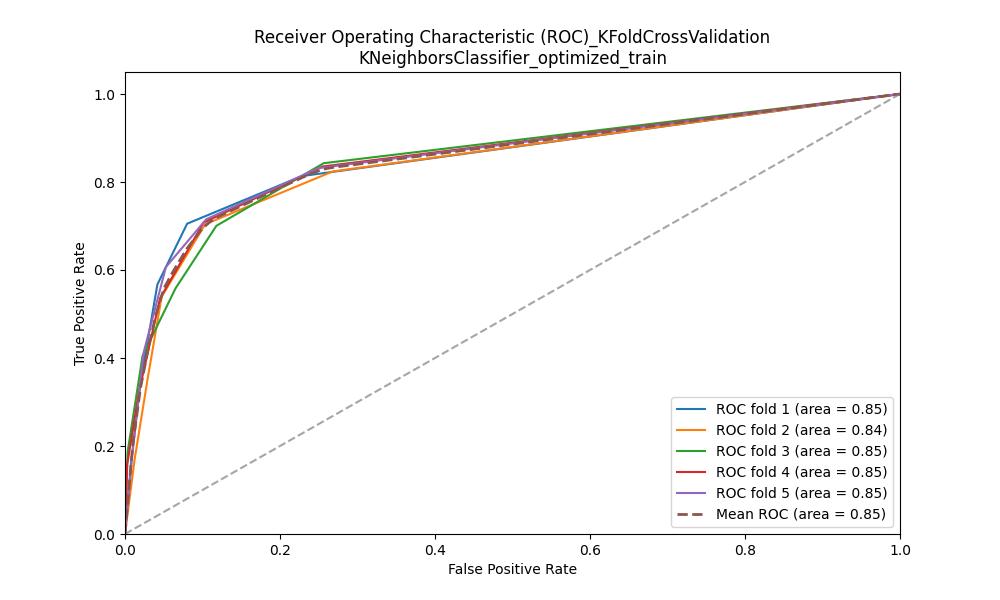 Receiver Operating Characteristic (ROC)_KFoldCrossValidation
KNeighborsClassifier_optimized_train
1.0
0.8
0.6
0.4
0.2
0.0
True Positive Rate
0.0 0.2 0.4 0.6 0.8 1.0
False Positive Rate
ROC fold 1 (area = 0.85)
ROC fold 2 (area = 0.84)
ROC fold 3 (area = 0.85)
ROC fold 4 (area = 0.85)
ROC fold 5 (area = 0.85)
Mean ROC (area = 0.85)